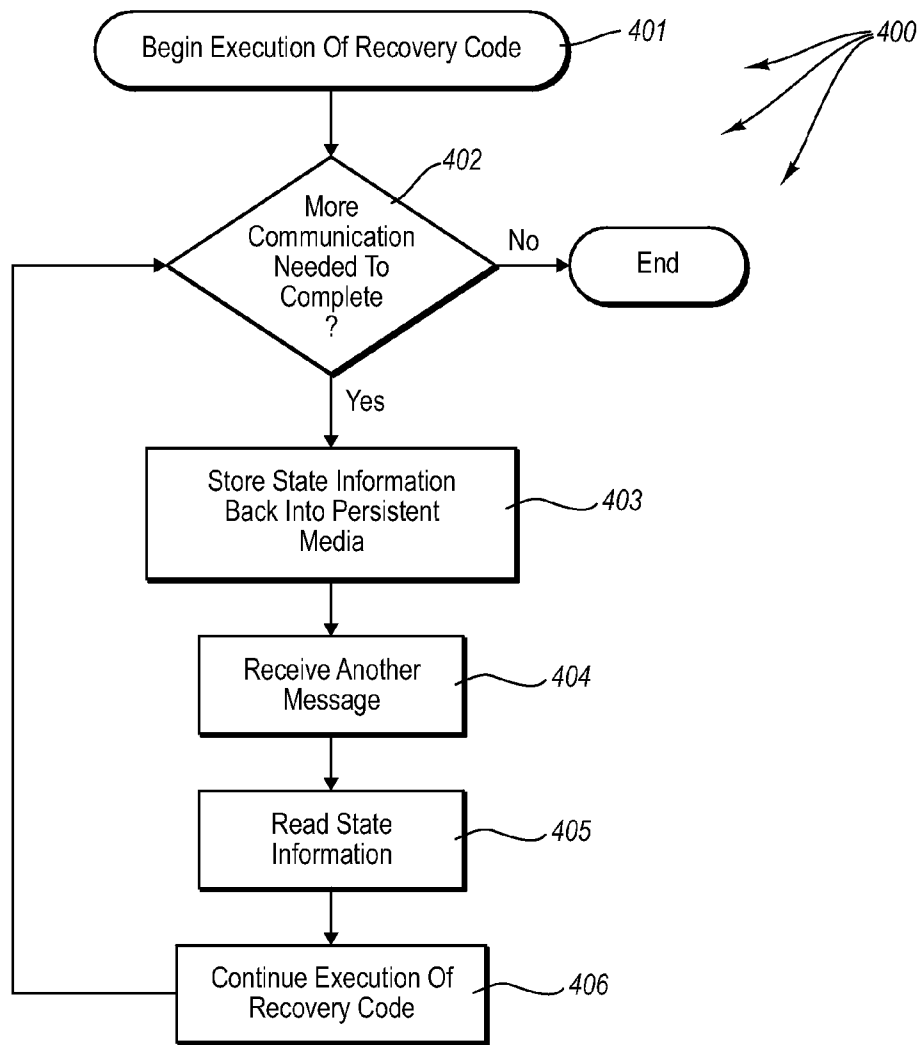 Begin Execution Of Recovery Code
401
400
402
More
Communication
Needed To
Complete
?
No
End
Yes
Store State Information
Back Into Persistent
Media
403
Receive Another
Message
404
Read State
Information
405
Continue Execution Of
Recovery Code
406